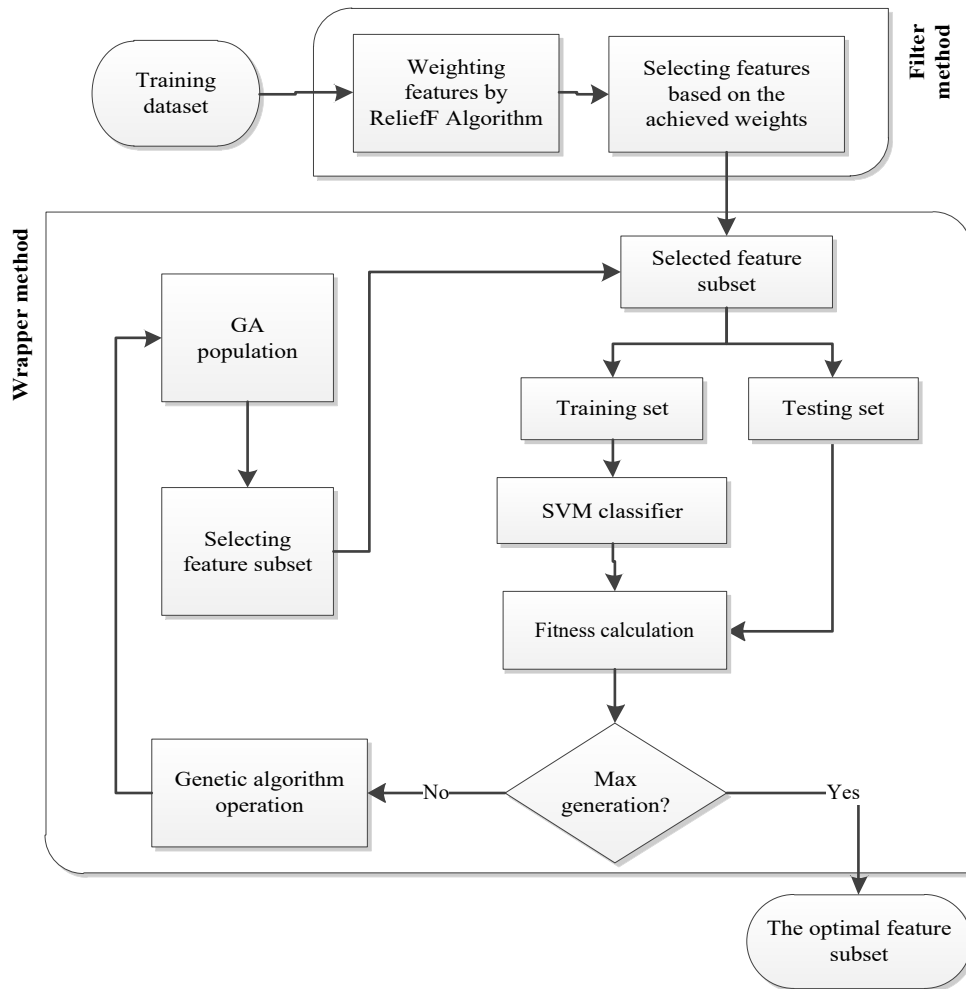 Training
dataset
Weighting
features by
ReliefF Algorithm
Selecting features
based on the
achieved weights
Filter
method
Wrapper method
Selected feature
subset
GA
population
Training set
Testing set
Selecting
feature subset
SVM classifier
Fitness calculation
Genetic algorithm
operation
No
Max
generation?
Yes
The optimal feature
subset